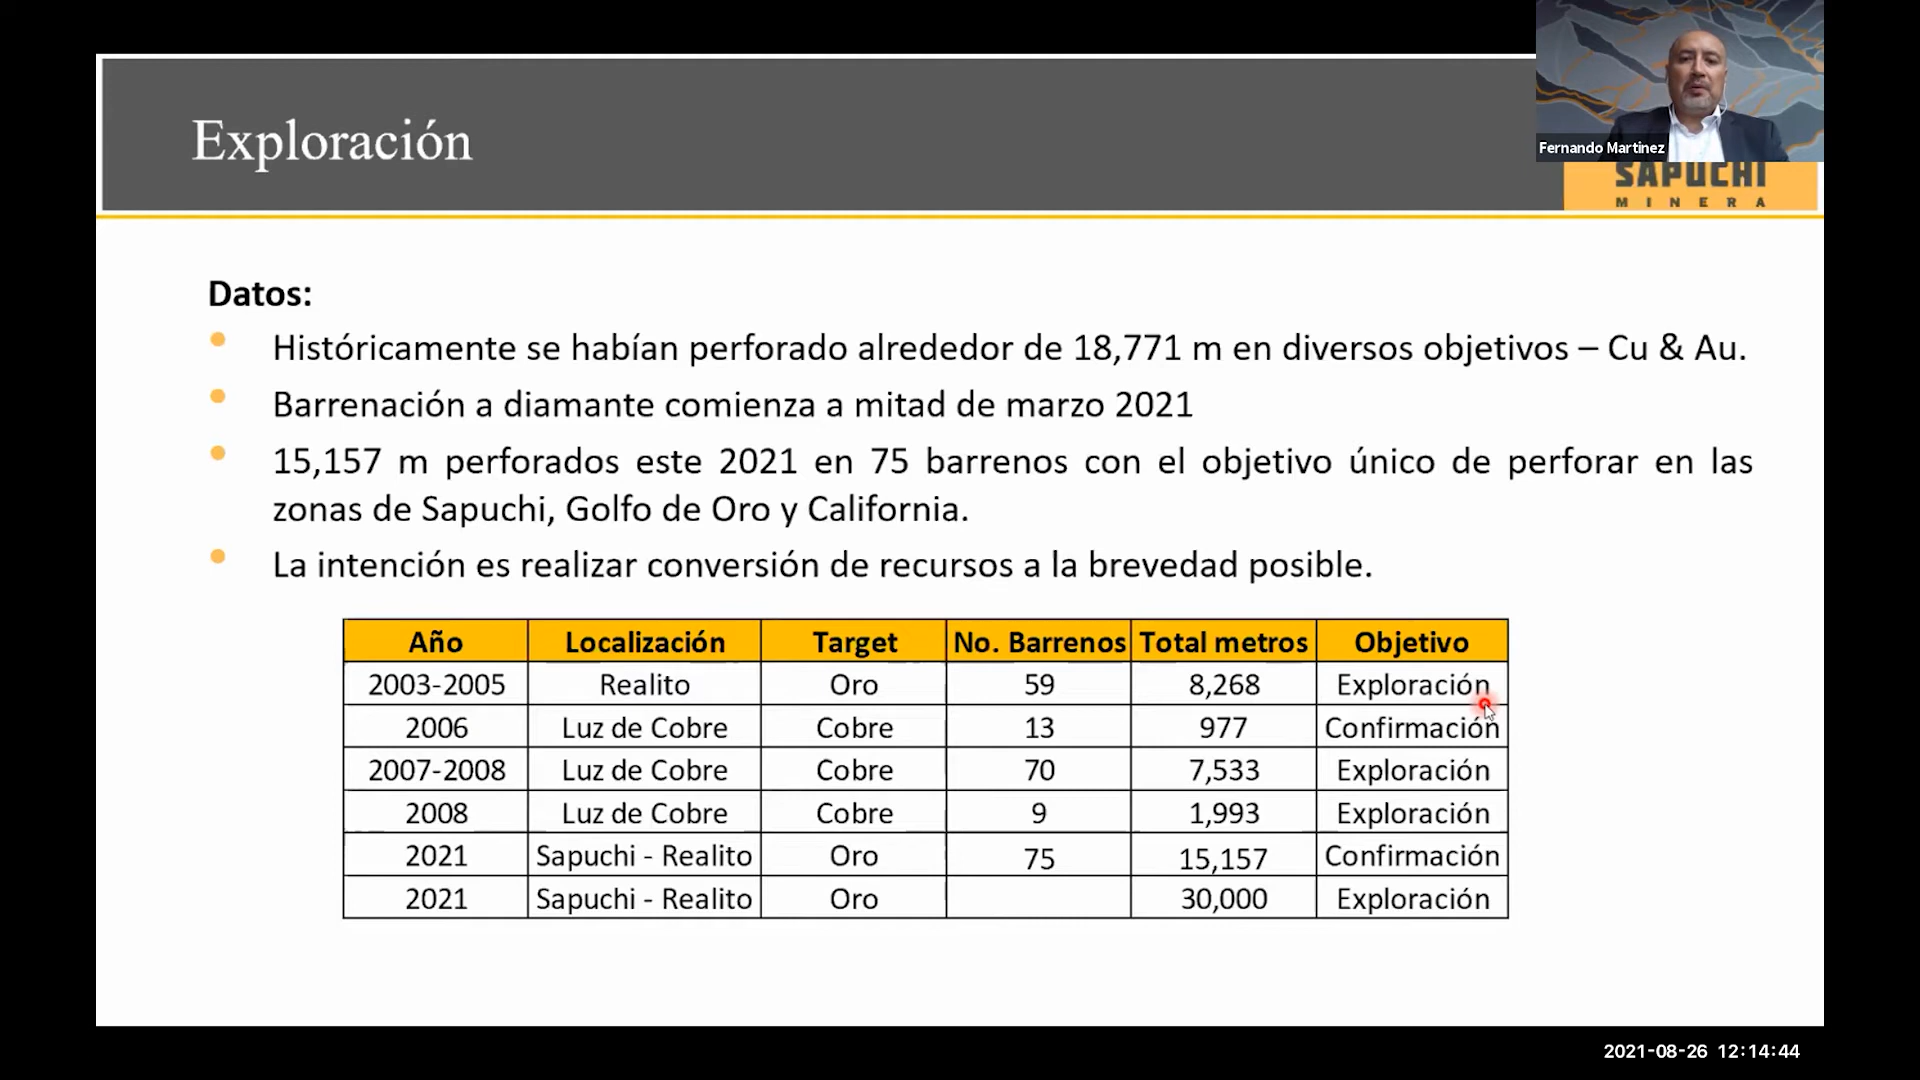 Exploración
Fernando Martinez
SAPUCHI
MINERA
Datos:
Históricamente se habían perforado alrededor de 18,771 m en diversos objetivos – Cu & Au.
Barrenación a diamante comienza a mitad de marzo 2021
15,157 m perforados este 2021 en 75 barrenos con el objetivo único de perforar en las
zonas de Sapuchi, Golfo de Oro y California.
La intención es realizar conversión de recursos a la brevedad posible.
Año Localización Target No. Barrenos Total metros Objetivo
2003-2005 Realito Oro 59 8,268 Exploración
2006 Luz de Cobre Cobre 13 977 Confirmación
2007-2008 Luz de Cobre Cobre 70 7,533 Exploración
2008 Luz de Cobre Cobre 9 1,993 Exploración
2021 Sapuchi - Realito Oro 75 15,157 Confirmación
2021 Sapuchi - Realito Oro 30,000 Exploración
2021-08-26 12:14:44